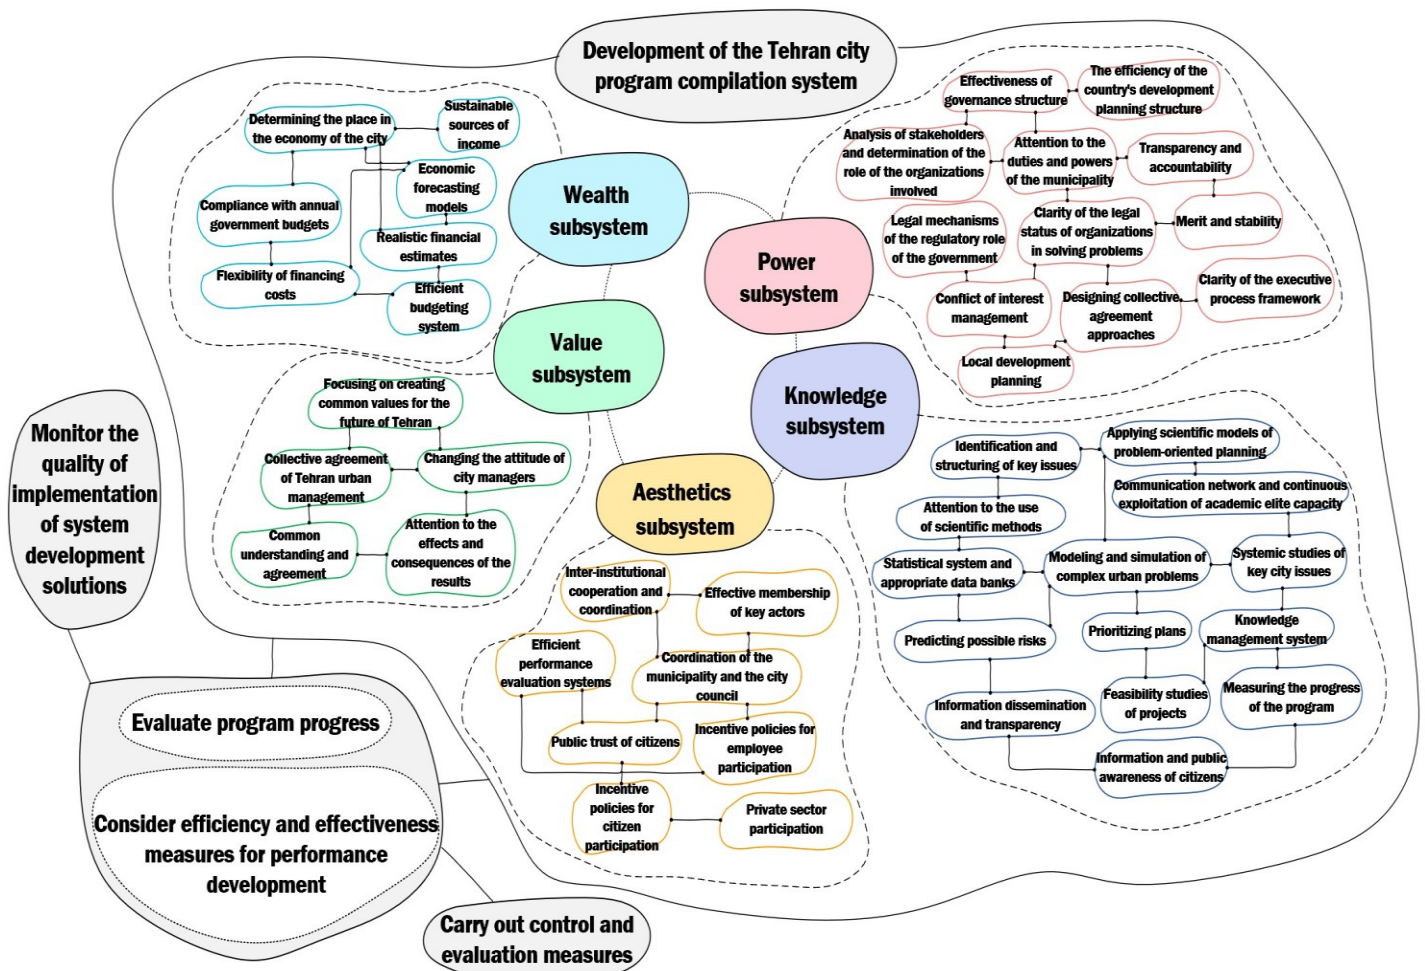 Development of the Tehran city
program compilation system
Determining the place in
the economy of the city
Sustainable
sources of
income
Economic
forecasting
models
Compliance with annual
government budgets
Realistic financial
estimates
Flexibility of financing
costs
Efficient
budgeting
system
Wealth
subsystem
Effectiveness of
governance structure
The efficiency of the
country's development
planning structure
Analysis of stakeholders
and determination of the
role of the organizations
involved
Attention to the
duties and powers
of the municipality
Transparency and
accountability
Legal mechanisms
of the regulatory role
of the government
Clarity of the legal
status of organizations
in solving problems
Merit and stability
Conflict of interest
management
Designing collective
agreement
approaches
Clarity of the executive
process framework
Local development
planning
Power
subsystem
Value
subsystem
Focusing on creating
common values for the
future of Tehran
Collective agreement
of Tehran urban
management
Changing the attitude of
city managers
Common
understanding and
agreement
Attention to the
effects and
consequences of the
results
Knowledge
subsystem
Identification and
structuring of key issues
Applying scientific models of
problem-oriented planning
Communication network and continuous
exploitation of academic elite capacity
Attention to the use
of scientific methods
Statistical system and
appropriate data banks
Modeling and simulation of
complex urban problems
Systemic studies of
key city issues
Predicting possible risks
Prioritizing plans
Knowledge
management system
Information dissemination
and transparency
Feasibility studies
of projects
Measuring the progress
of the program
Information and public
awareness of citizens
Aesthetics
subsystem
Inter-institutional
cooperation and
coordination
Effective membership
of key actors
Efficient
performance
evaluation systems
Coordination of the
municipality and the city
council
Public trust of citizens
Incentive policies for
employee
participation
Incentive
policies for
citizen
participation
Private sector
participation
Monitor the
quality of
implementation
of system
development
solutions
Evaluate program progress
Consider efficiency and effectiveness
measures for performance
development
Carry out control and
evaluation measures